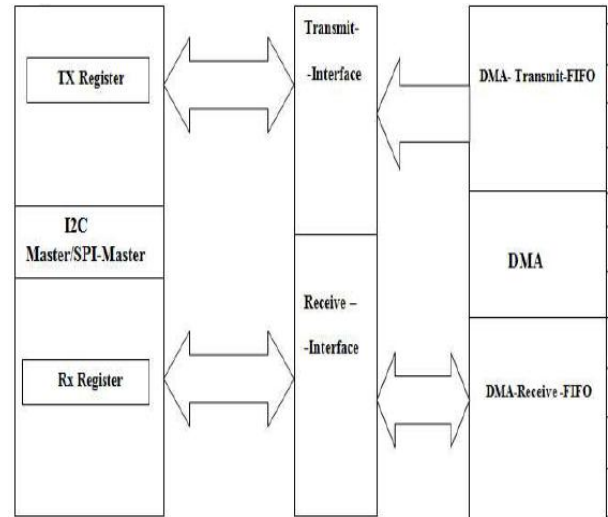 TX Register
I2C
Master/SPI-Master
Rx Register
Transmit-
-Interface
Receive –
-Interface
DMA- Transmit-FIFO
DMA
DMA-Receive -FIFO